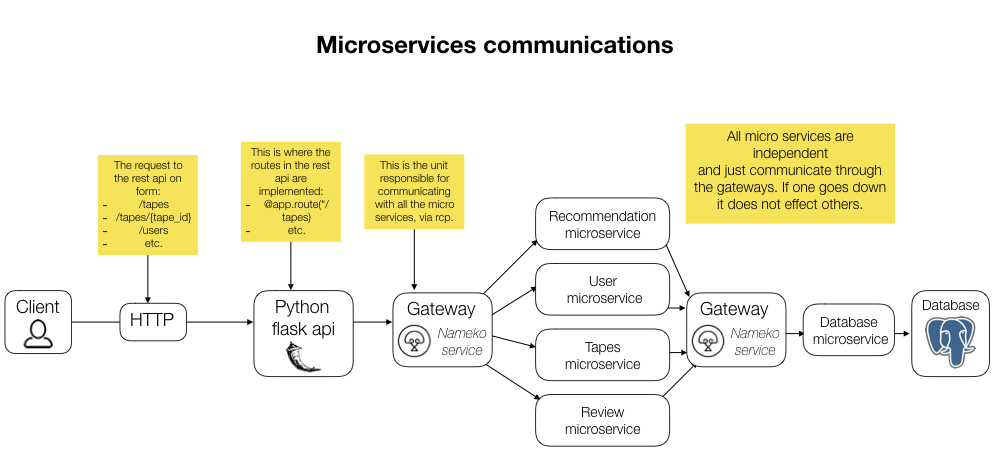 Microservices communications
The request to
the rest api on
form:
- /tapes
- /tapes/{tape_id}
- /users
- etc.
This is where the
routes in the rest
api are
implemented:
- @app.route("/
tapes)
- etc.
This is the unit
responsible for
communicating
with all the micro
services, via rcp.
All micro services are
independent
and just communicate through
the gateways. If one goes down
it does not effect others.
Client
HTTP
Python
flask api
Gateway
Nameko
service
Recommendation
microservice
User
microservice
Tapes
microservice
Review
microservice
Gateway
Nameko
service
Database
microservice
Database